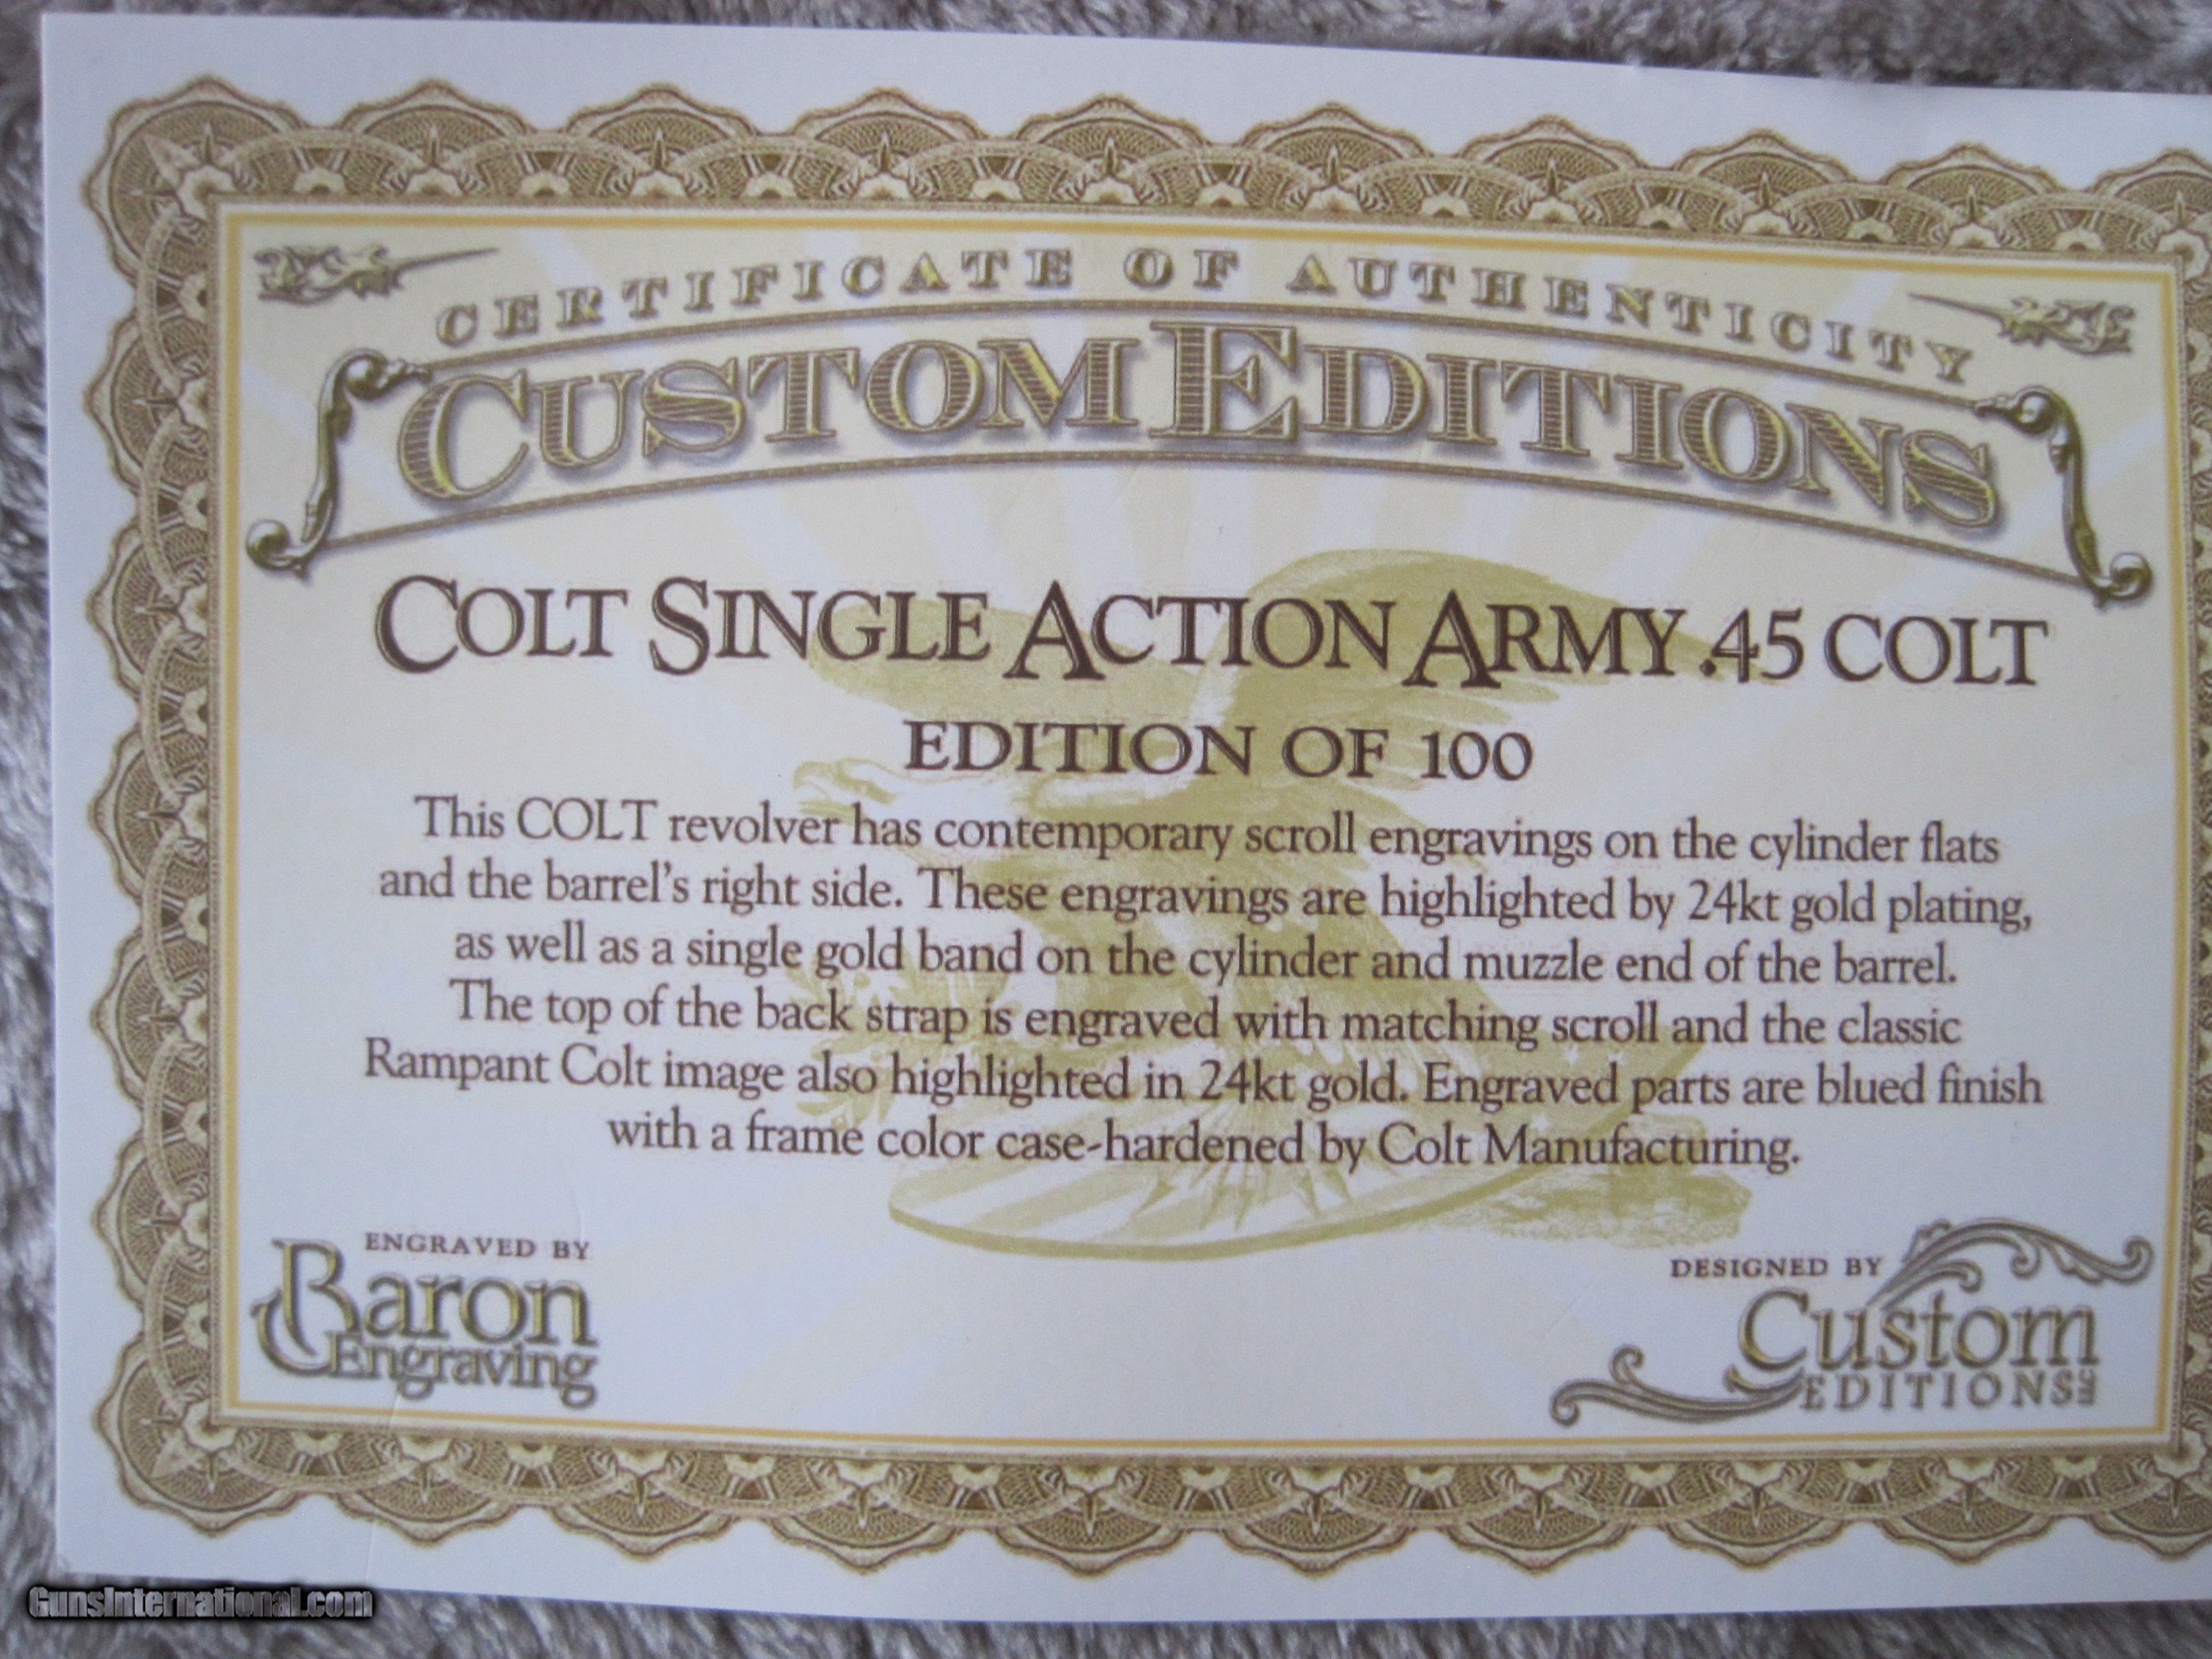 CERTIFICATE OF AUTHENTICITY
CUSTOM EDITIONS
COLT SINGLE ACTION ARMY .45 COLT
EDITION OF 100
This COLT revolver has contemporary scroll engravings on the cylinder flats
and the barrel's right side. These engravings are highlighted by 24kt gold plating,
as well as a single gold band on the cylinder and muzzle end of the barrel.
The top of the back strap is engraved with matching scroll and the classic
Rampant Colt image also highlighted in 24kt gold. Engraved parts are blued finish
with a frame color case-hardened by Colt Manufacturing.
ENGRAVED BY
Baron
Engraving
DESIGNED BY
Custom
EDITIONS
GunsInternational.com